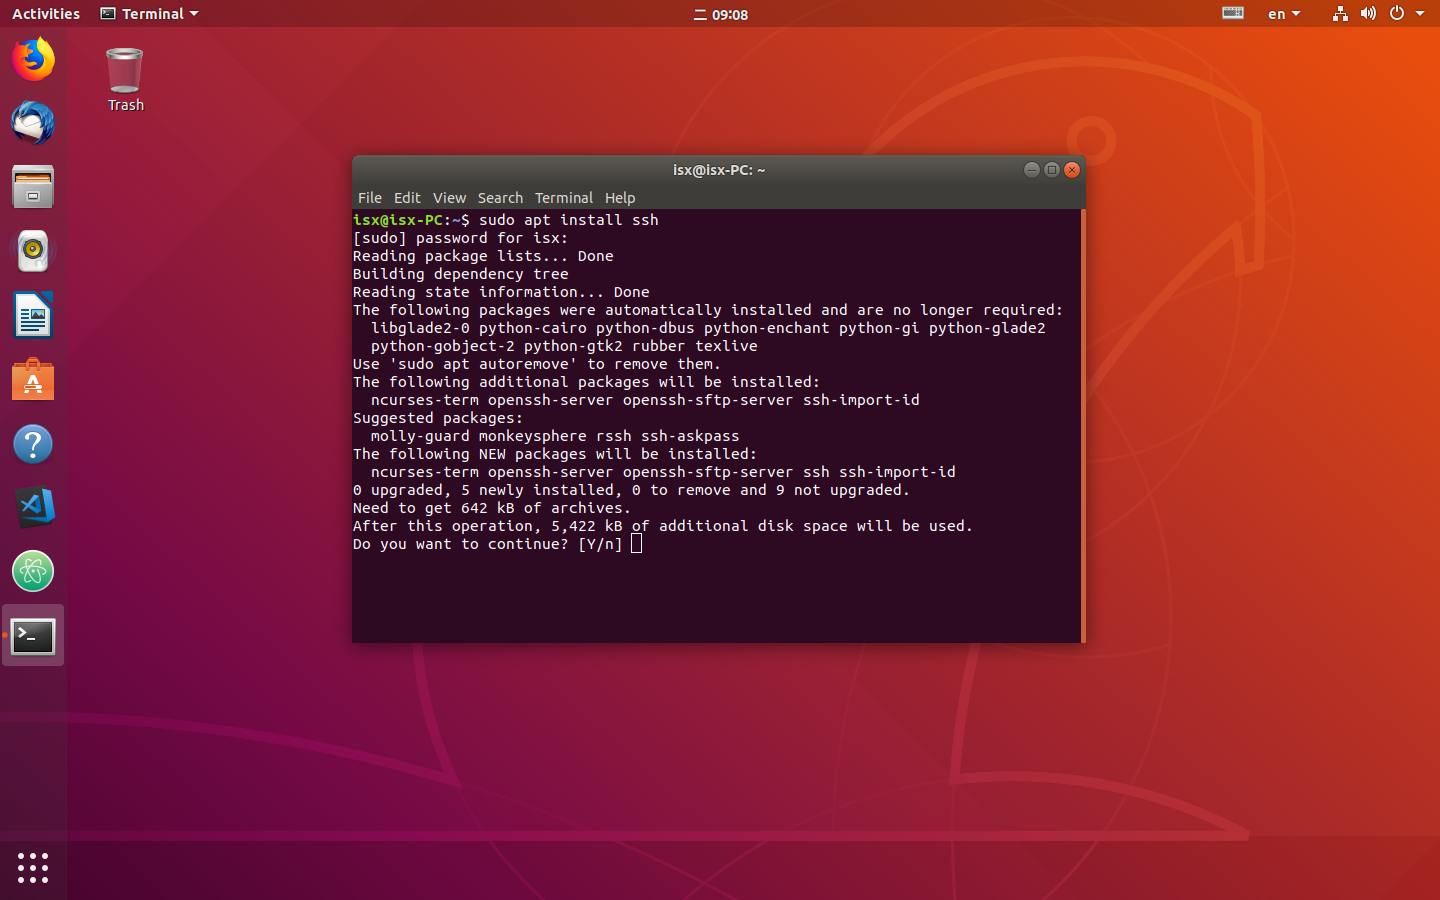 Activities
Terminal
二 09:08
en
Trash
isx@isx-PC: ~
File Edit View Search Terminal Help
isx@isx-PC:~$ sudo apt install ssh
[sudo] password for isx:
Reading package lists... Done
Building dependency tree
Reading state information... Done
The following packages were automatically installed and are no longer required:
  libglade2-0 python-cairo python-dbus python-enchant python-gi python-glade2
  python-gobject-2 python-gtk2 rubber texlive
Use 'sudo apt autoremove' to remove them.
The following additional packages will be installed:
  ncurses-term openssh-server openssh-sftp-server ssh-import-id
Suggested packages:
  molly-guard monkeysphere rssh ssh-askpass
The following NEW packages will be installed:
  ncurses-term openssh-server openssh-sftp-server ssh ssh-import-id
0 upgraded, 5 newly installed, 0 to remove and 9 not upgraded.
Need to get 642 kB of archives.
After this operation, 5,422 kB of additional disk space will be used.
Do you want to continue? [Y/n]